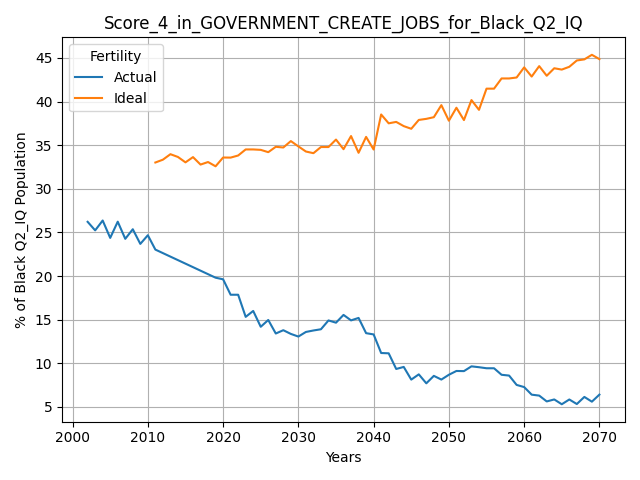 Score_4_in_GOVERNMENT_CREATE_JOBS_for_Black_Q2_IQ
Fertility
Actual
Ideal
% of Black Q2_IQ Population
45
40
35
30
25
20
15
10
5
2000 2010 2020 2030 2040 2050 2060 2070
Years